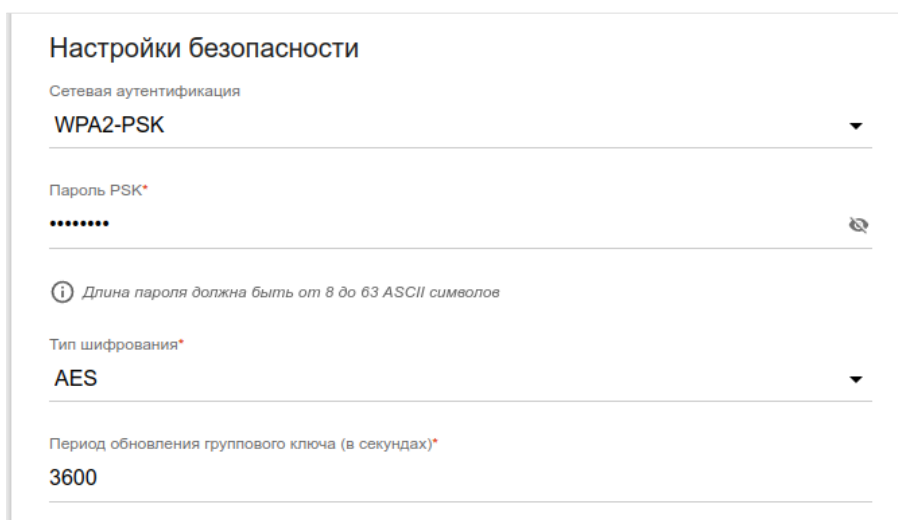 Настройки безопасности
Сетевая аутентификация
WPA2-PSK
Пароль PSK*
••••••••
Длина пароля должна быть от 8 до 63 ASCII символов
Тип шифрования*
AES
Период обновления группового ключа (в секундах)*
3600